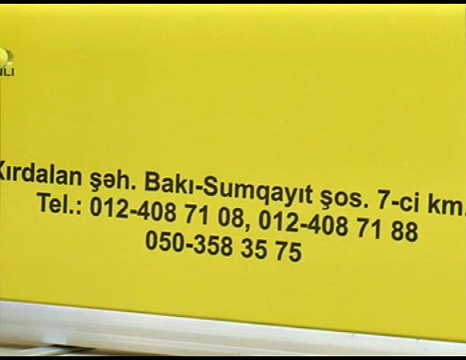 Xırdalan şəh. Bakı-Sumqayıt şos. 7-ci km.
Tel.: 012-408 71 08, 012-408 71 88
050-358 35 75